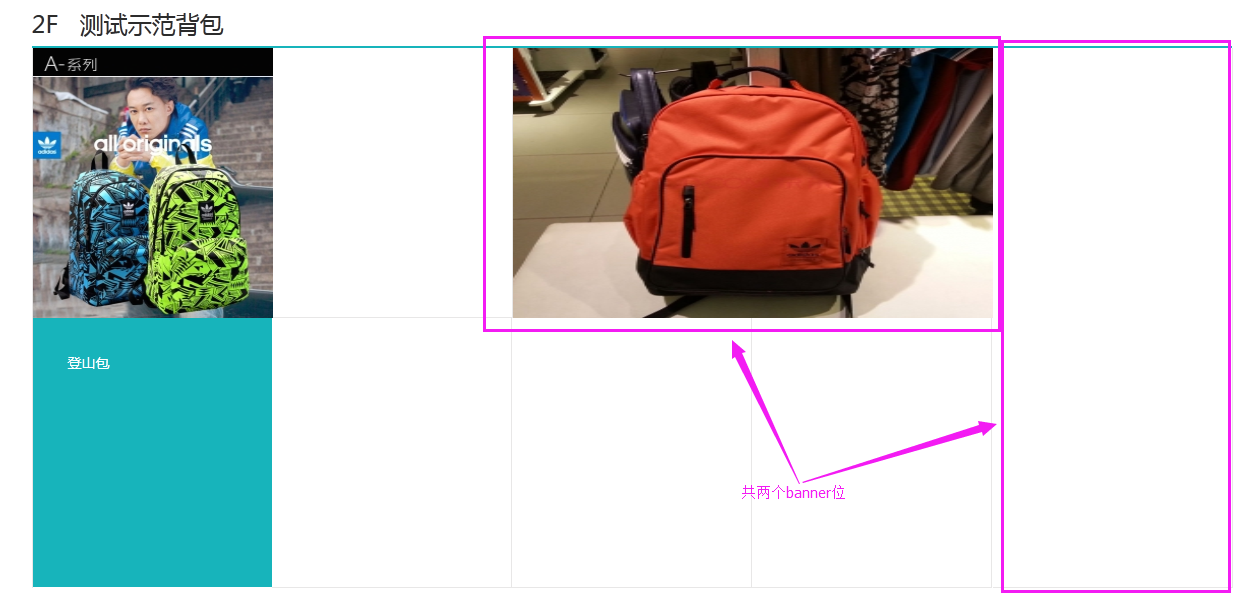 2F 测试示范背包
A-系列
all originals
adidas
登山包
共两个banner位